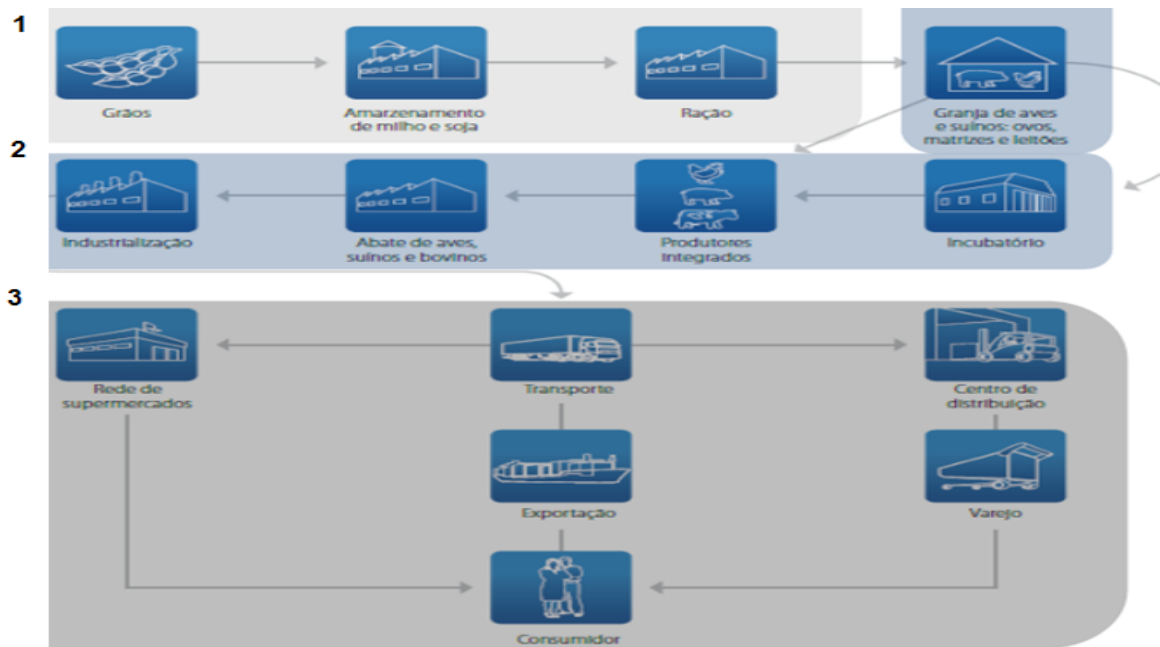 1
Grãos
Amarzenamento
de milho e soja
Ração
Granja de aves
e suínos: ovos,
matrizes e leitões
2
Industrialização
Abate de aves,
suínos e bovinos
Produtores
integrados
Incubatório
3
Rede de
supermercados
Transporte
Centro de
distribuição
Exportação
Varejo
Consumidor